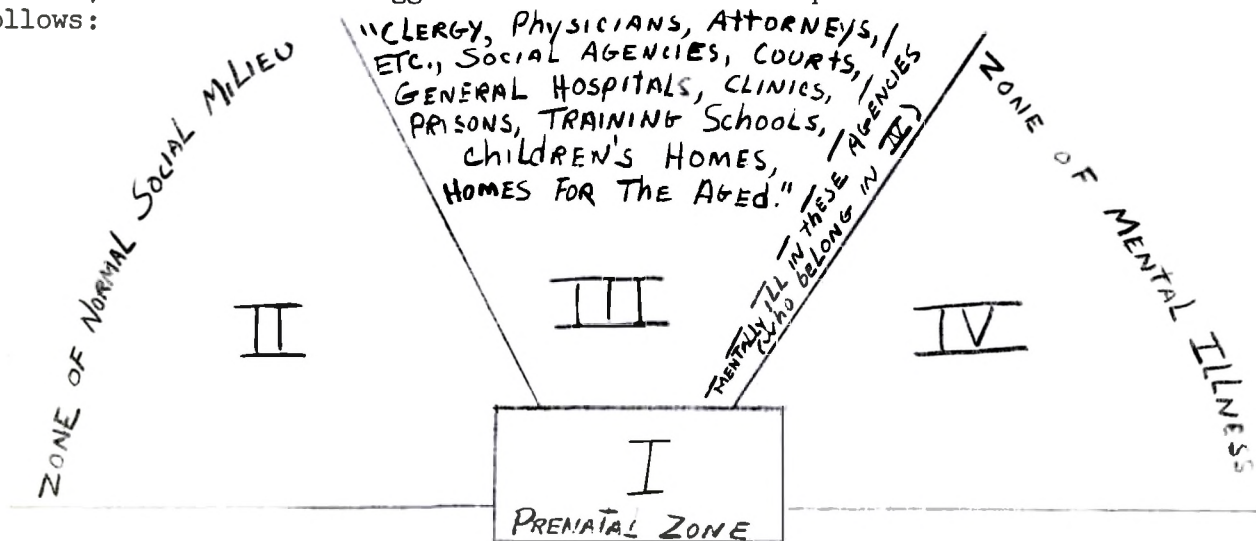 ollows:
"CLERGY, PHYSICIANS, ATTORNEYS,
ETC., SOCIAL AGENCIES, COURTS,
GENERAL HOSPITALS, CLINICS,
PRISONS, TRAINING SCHOOLS,
CHILDREN'S HOMES,
HOMES FOR THE AGED."
MENTALLY ILL IN THESE AGENCIES
(WHO BELONG IN IV)
ZONE OF NORMAL SOCIAL MILIEU
ZONE OF MENTAL ILLNESS
II
III
IV
I
PRENATAL ZONE